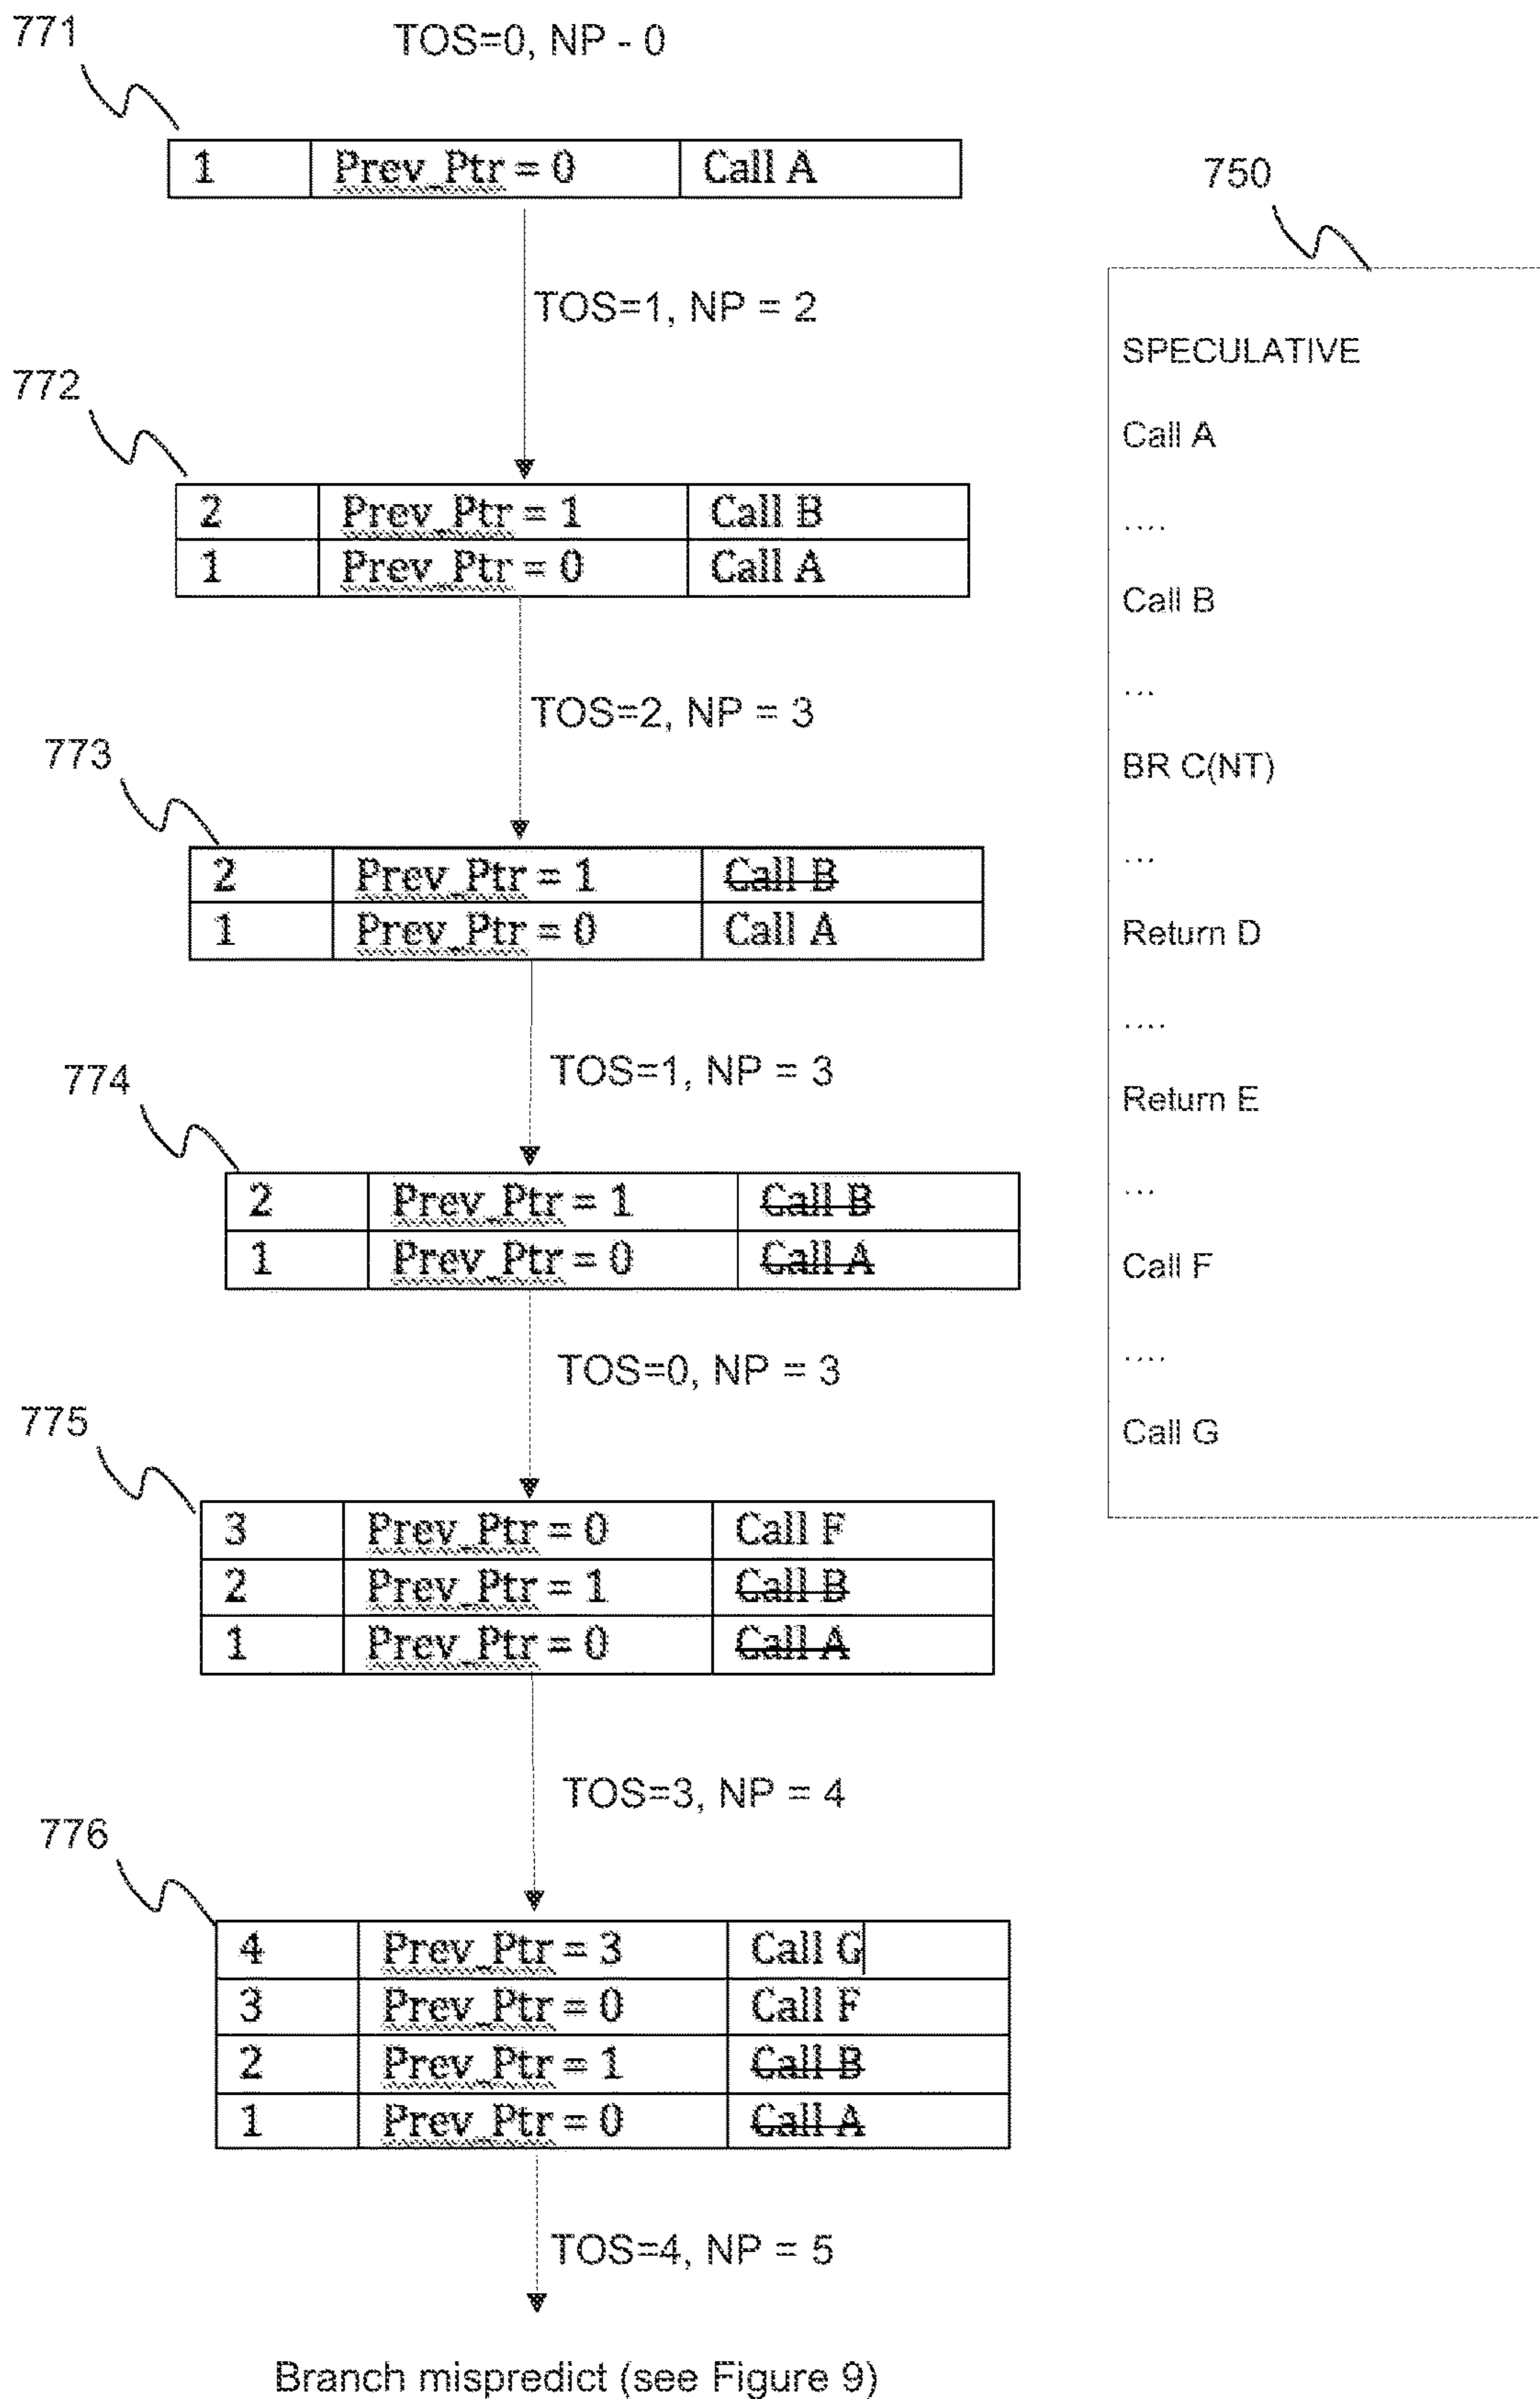 771
TOS=0, NP - 0
1 Prev_Ptr = 0 Call A
TOS=1, NP = 2
772
2 Prev_Ptr = 1 Call B
1 Prev_Ptr = 0 Call A
TOS=2, NP = 3
773
2 Prev_Ptr = 1 Call B
1 Prev_Ptr = 0 Call A
TOS=1, NP = 3
774
2 Prev_Ptr = 1 Call B
1 Prev_Ptr = 0 Call A
TOS=0, NP = 3
775
3 Prev_Ptr = 0 Call F
2 Prev_Ptr = 1 Call B
1 Prev_Ptr = 0 Call A
TOS=3, NP = 4
776
4 Prev_Ptr = 3 Call G
3 Prev_Ptr = 0 Call F
2 Prev_Ptr = 1 Call B
1 Prev_Ptr = 0 Call A
TOS=4, NP = 5
Branch mispredict (see Figure 9)
750
SPECULATIVE
Call A
....
Call B
...
BR C(NT)
...
Return D
....
Return E
...
Call F
....
Call G